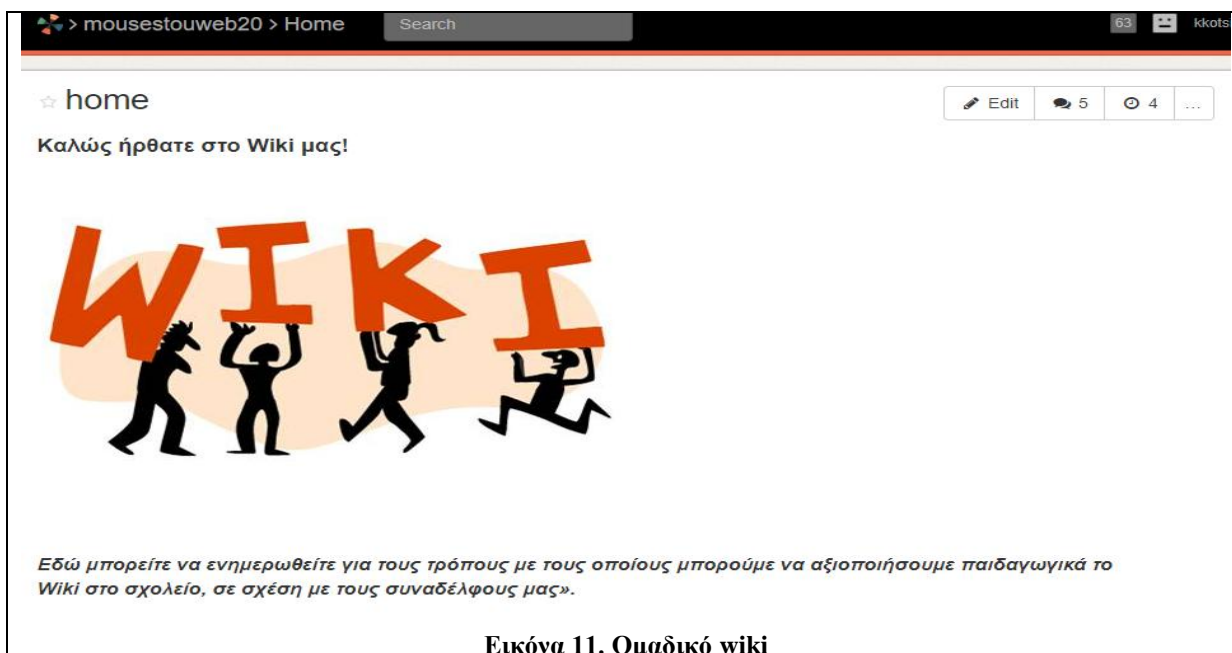 > mousestouweb20 > Home Search 63 kkots
home Edit 5 4 ...
Καλώς ήρθατε στο Wiki μας!
WIKI
Εδώ μπορείτε να ενημερωθείτε για τους τρόπους με τους οποίους μπορούμε να αξιοποιήσουμε παιδαγωγικά το
Wiki στο σχολείο, σε σχέση με τους συναδέλφους μας».
Εικόνα 11. Ομαδικό wiki